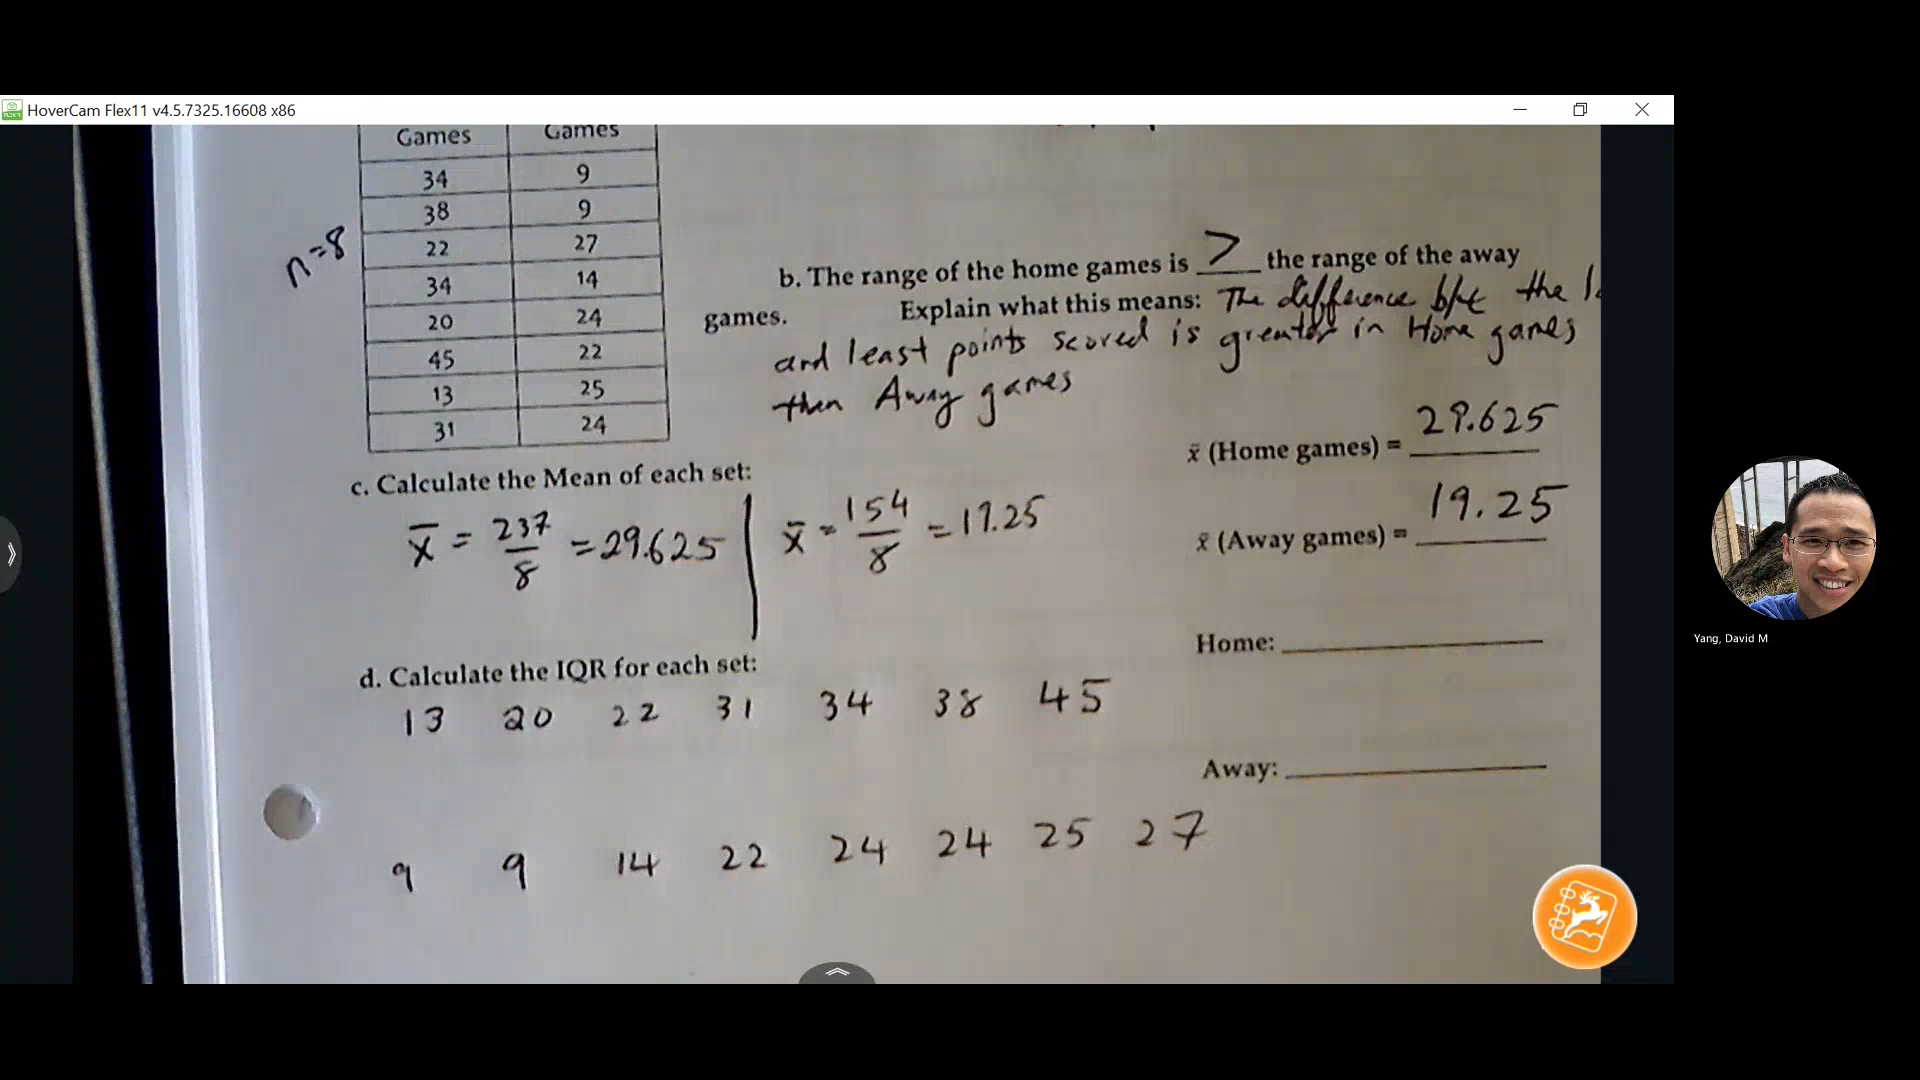 HoverCam Flex11 v4.5.7325.16608 x86
Games Games
34 9
38 9
22 27
34 14
20 24
45 22
13 25
31 24
n=8
b. The range of the home games is > the range of the away
games. Explain what this means: The difference b/t the
and least points scored is greater in Home games
than Away games
x̄ (Home games) = 29.625
x̄ (Away games) = 19.25
c. Calculate the Mean of each set:
x̄ = 237/8 = 29.625 | x̄ = 154/8 = 19.25
d. Calculate the IQR for each set:
13 20 22 31 34 38 45
Home:
Away:
9 9 14 22 24 24 25 27
Yang, David M